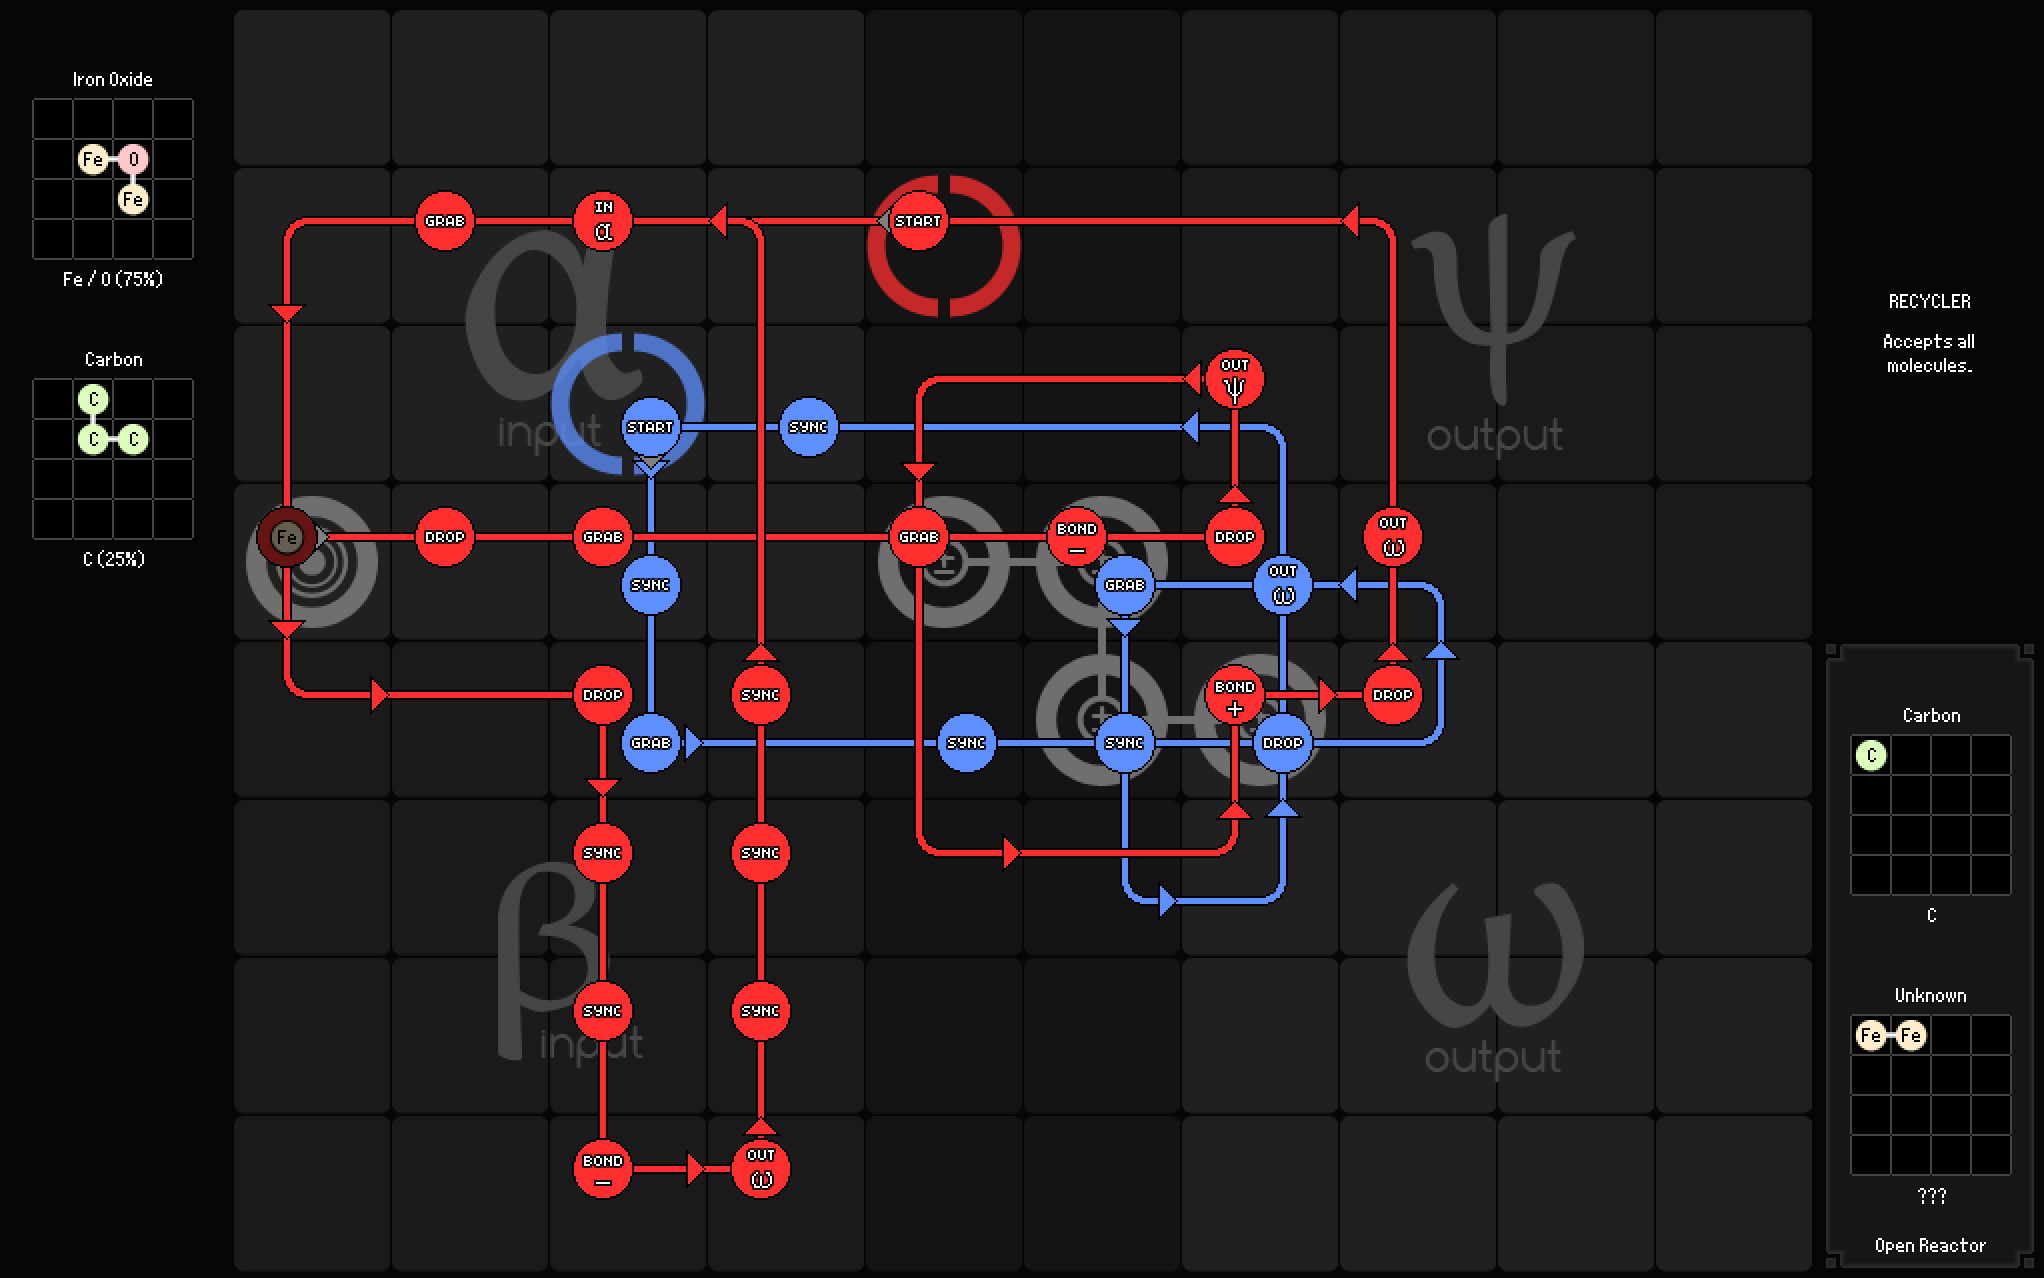 Iron Oxide
Fe
O
Fe
Fe / O (75%)
Carbon
C
C
C
C (25%)
GRAB
IN
α
START
α
input
START
SYNC
OUT
ψ
ψ
output
Fe
DROP
GRAB
GRAB
BOND
−
DROP
OUT
ω
SYNC
GRAB
OUT
ω
DROP
SYNC
BOND
+
DROP
GRAB
SYNC
SYNC
DROP
SYNC
SYNC
β
input
SYNC
SYNC
ω
output
BOND
−
OUT
ω
RECYCLER
Accepts all
molecules.
Carbon
C
C
Unknown
Fe
Fe
???
Open Reactor